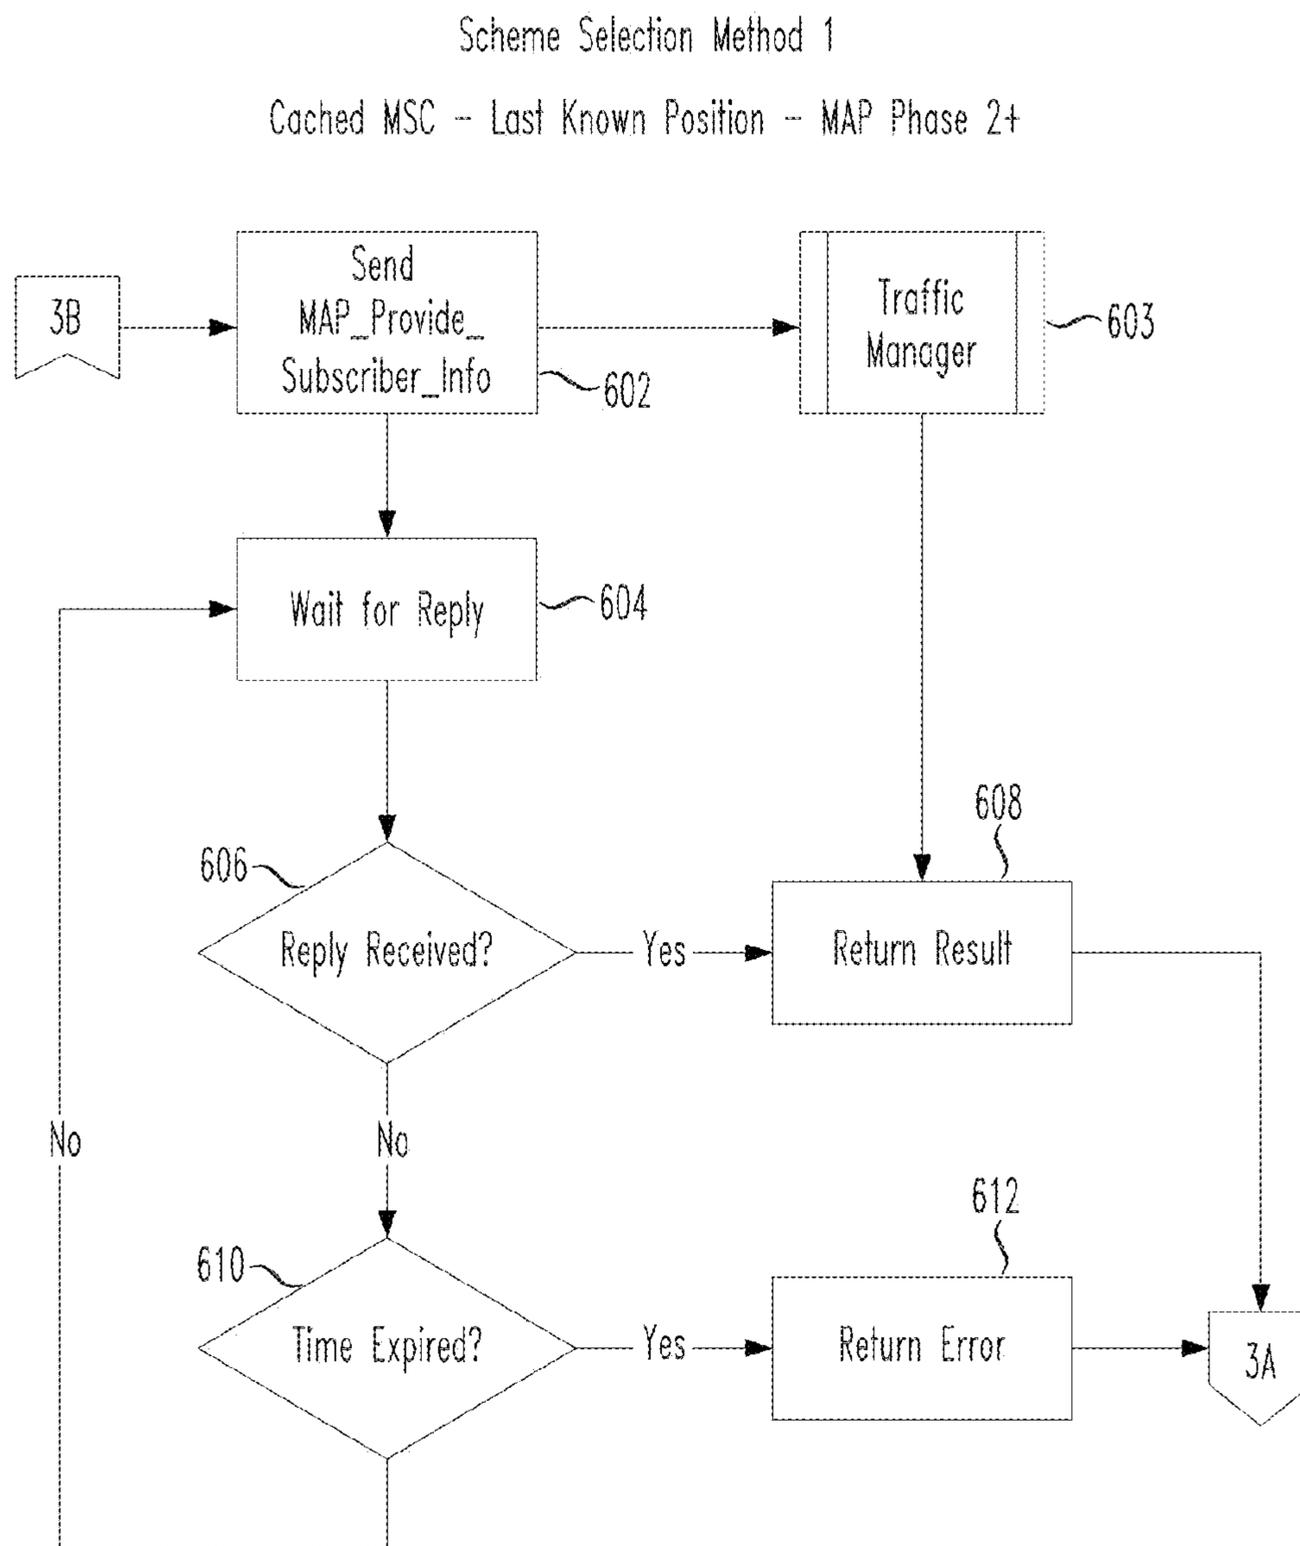 Scheme Selection Method 1
Cached MSC - Last Known Position - MAP Phase 2+
3B
Send
MAP_Provide_
Subscriber_Info
602
Traffic
Manager
603
Wait for Reply
604
608
606
Reply Received?
Yes
Return Result
No
No
612
610
Time Expired?
Yes
Return Error
3A